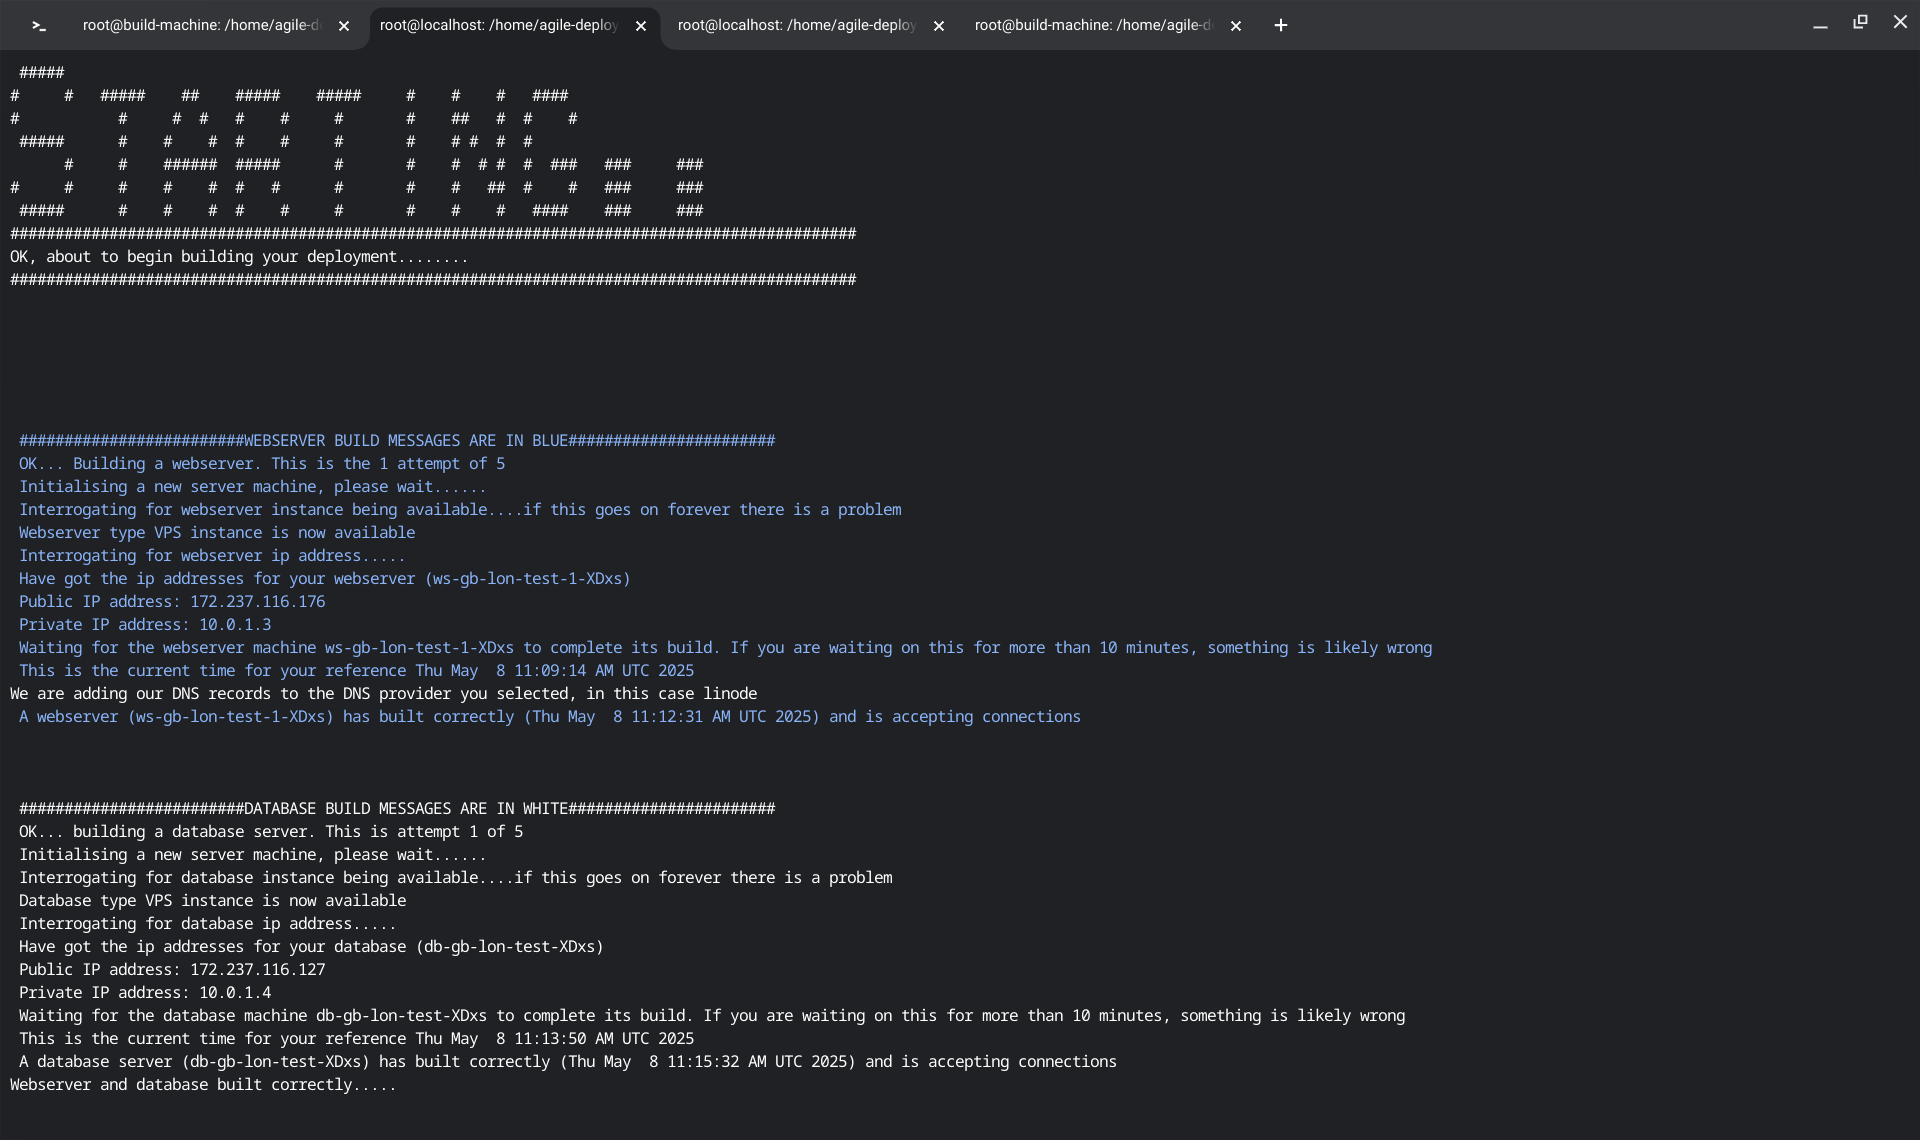 root@build-machine: /home/agile-d
root@localhost: /home/agile-deploy
root@localhost: /home/agile-deploy
root@build-machine: /home/agile-d
STARTING..
##############################################################################################
OK, about to begin building your deployment........
##############################################################################################
#########################WEBSERVER BUILD MESSAGES ARE IN BLUE#######################
OK... Building a webserver. This is the 1 attempt of 5
Initialising a new server machine, please wait......
Interrogating for webserver instance being available....if this goes on forever there is a problem
Webserver type VPS instance is now available
Interrogating for webserver ip address.....
Have got the ip addresses for your webserver (ws-gb-lon-test-1-XDxs)
Public IP address: 172.237.116.176
Private IP address: 10.0.1.3
Waiting for the webserver machine ws-gb-lon-test-1-XDxs to complete its build. If you are waiting on this for more than 10 minutes, something is likely wrong
This is the current time for your reference Thu May  8 11:09:14 AM UTC 2025
We are adding our DNS records to the DNS provider you selected, in this case linode
A webserver (ws-gb-lon-test-1-XDxs) has built correctly (Thu May  8 11:12:31 AM UTC 2025) and is accepting connections
#########################DATABASE BUILD MESSAGES ARE IN WHITE#######################
OK... building a database server. This is attempt 1 of 5
Initialising a new server machine, please wait......
Interrogating for database instance being available....if this goes on forever there is a problem
Database type VPS instance is now available
Interrogating for database ip address.....
Have got the ip addresses for your database (db-gb-lon-test-XDxs)
Public IP address: 172.237.116.127
Private IP address: 10.0.1.4
Waiting for the database machine db-gb-lon-test-XDxs to complete its build. If you are waiting on this for more than 10 minutes, something is likely wrong
This is the current time for your reference Thu May  8 11:13:50 AM UTC 2025
A database server (db-gb-lon-test-XDxs) has built correctly (Thu May  8 11:15:32 AM UTC 2025) and is accepting connections
Webserver and database built correctly.....